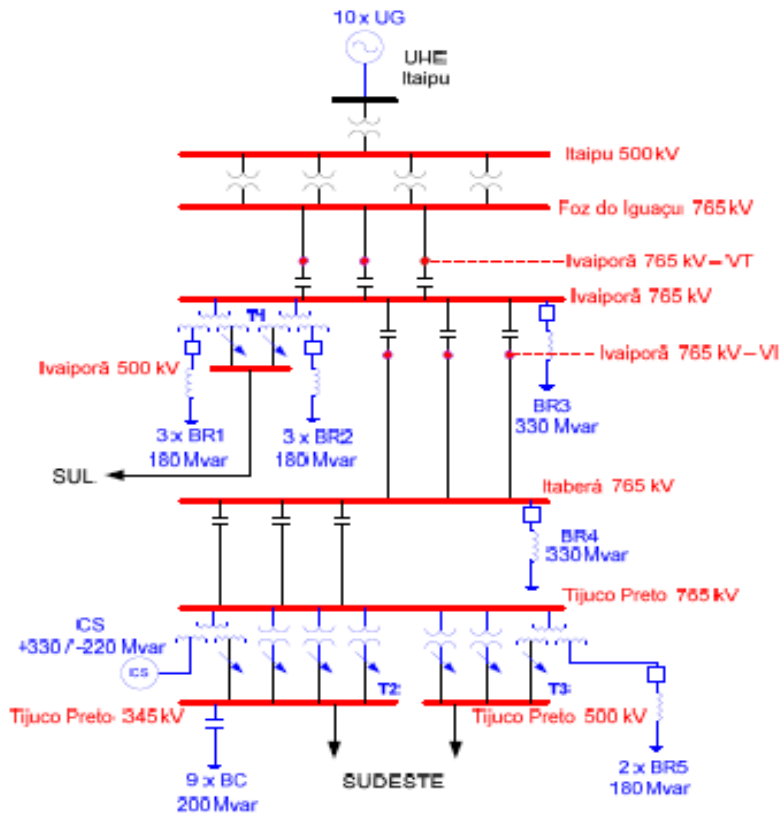 10 x UG
UHE
Itaipu
Itaipu 500 kV
Foz do Iguaçu 765 kV
Ivaiporã 765 kV – VT
Ivaiporã 765 kV
T1
Ivaiporã 765 kV – VI
Ivaiporã 500 kV
BR3
330 Mvar
3 x BR1
180 Mvar
3 x BR2
180 Mvar
SUL
Itaberá 765 kV
BR4
330 Mvar
Tijuco Preto 765 kV
ICS
+330 / -220 Mvar
ICS
T2
T3
Tijuco Preto 345 kV
Tijuco Preto 500 kV
9 x BC
200 Mvar
SUDESTE
2 x BR5
180 Mvar